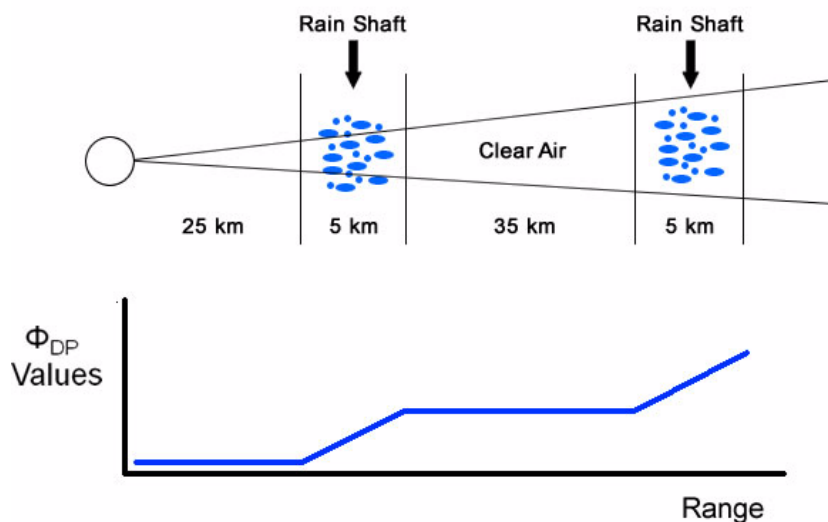 Rain Shaft
Rain Shaft
Clear Air
25 km
5 km
35 km
5 km
ΦDP
Values
Range